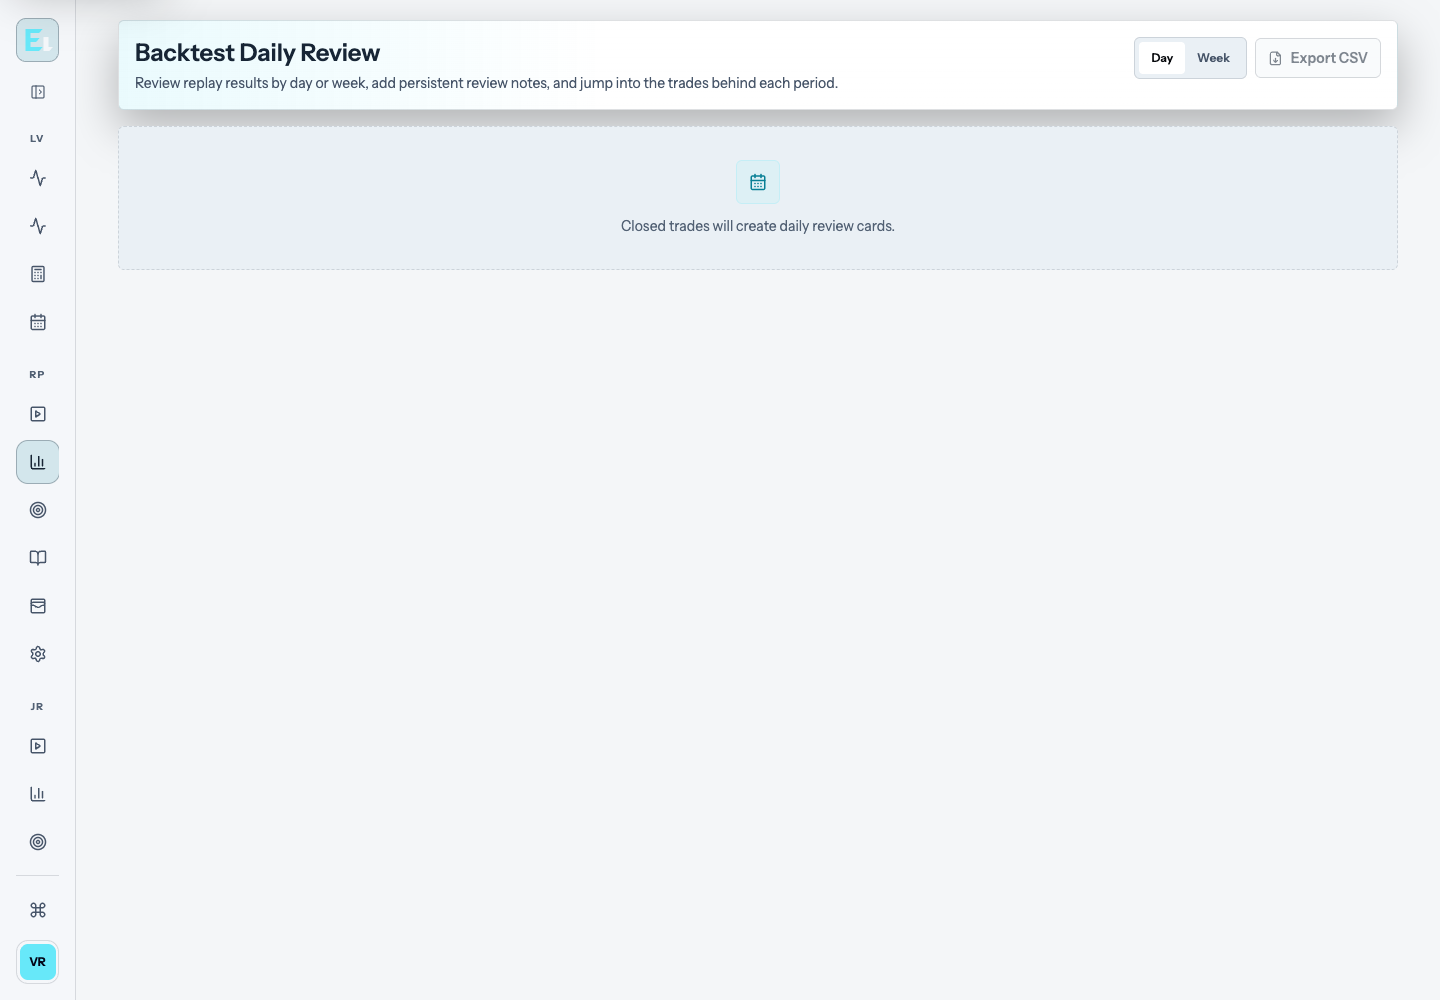 EL
LV
RP
JR
VR
Backtest Daily Review
Review replay results by day or week, add persistent review notes, and jump into the trades behind each period.
Day
Week
Export CSV
Closed trades will create daily review cards.